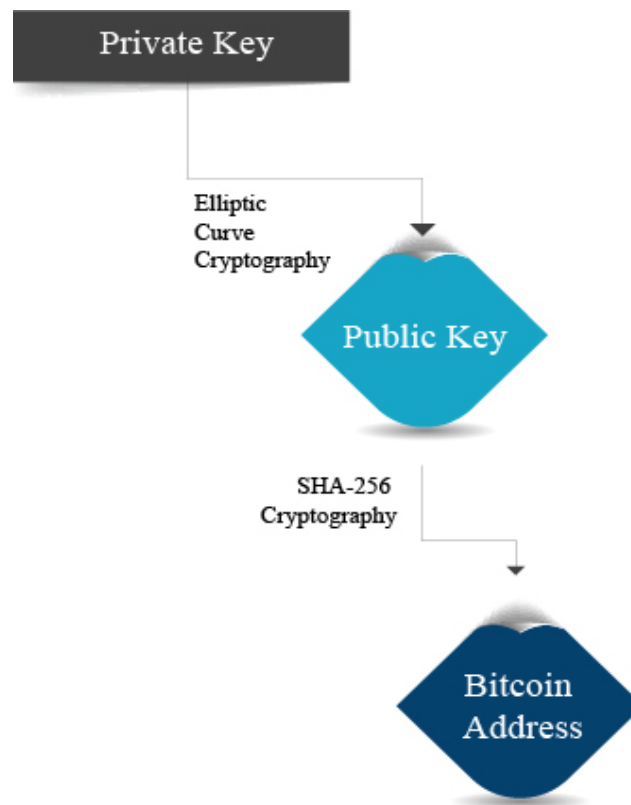 Private Key
Elliptic
Curve
Cryptography
Public Key
SHA-256
Cryptography
Bitcoin
Address